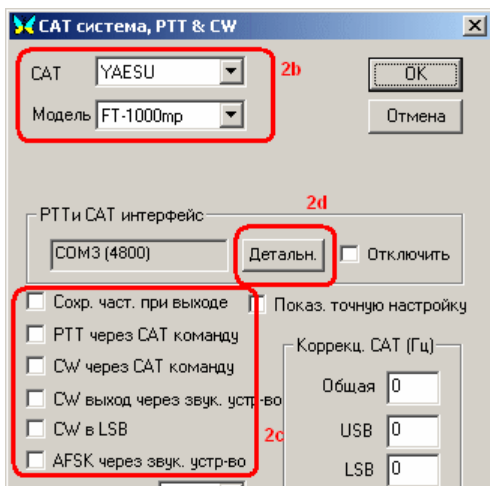 CAT система, PTT & CW
CAT YAESU 2b OK
Модель FT-1000mp Отмена
2d
PTTи CAT интерфейс
COM3 (4800) Детальн. Отключить
Сохр. част. при выходе Показ. точную настройку
PTT через CAT команду
Коррекц. CAT (Гц)
CW через CAT команду
Общая 0
CW выход через звук. устр-во
CW в LSB 2c USB 0
AFSK через звук. устр-во LSB 0